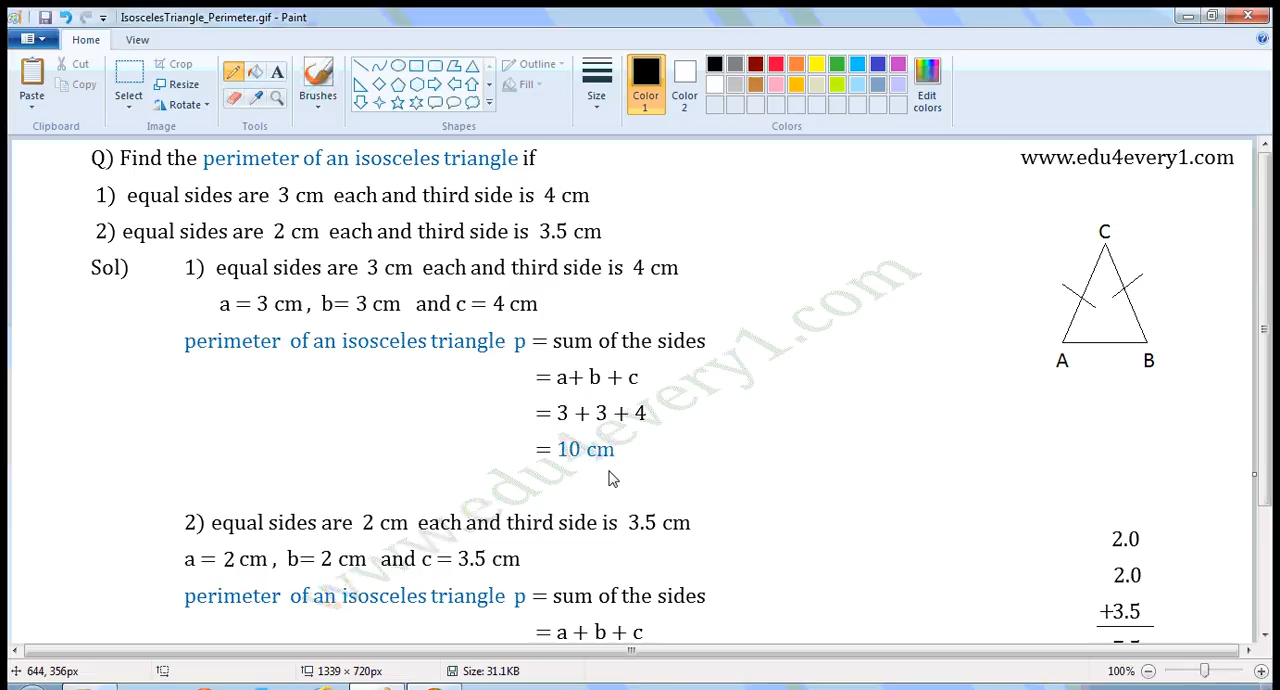 IsoscelesTriangle_Perimeter.gif - Paint
Home View
Paste
Cut
Copy
Clipboard
Select
Crop
Resize
Rotate
Image
A
Tools
Brushes
Outline
Fill
Shapes
Size
Color 1
Color 2
Edit colors
Colors
www.edu4every1.com
Q) Find the perimeter of an isosceles triangle if
1) equal sides are 3 cm each and third side is 4 cm
2) equal sides are 2 cm each and third side is 3.5 cm
Sol) 1) equal sides are 3 cm each and third side is 4 cm
a = 3 cm , b= 3 cm and c = 4 cm
perimeter of an isosceles triangle p = sum of the sides
= a+ b + c
= 3 + 3 + 4
= 10 cm
C
A B
www.edu4every1.com
2) equal sides are 2 cm each and third side is 3.5 cm
a = 2 cm , b= 2 cm and c = 3.5 cm
perimeter of an isosceles triangle p = sum of the sides
= a + b + c
2.0
2.0
+3.5
644, 356px
1339 × 720px
Size: 31.1KB
100%